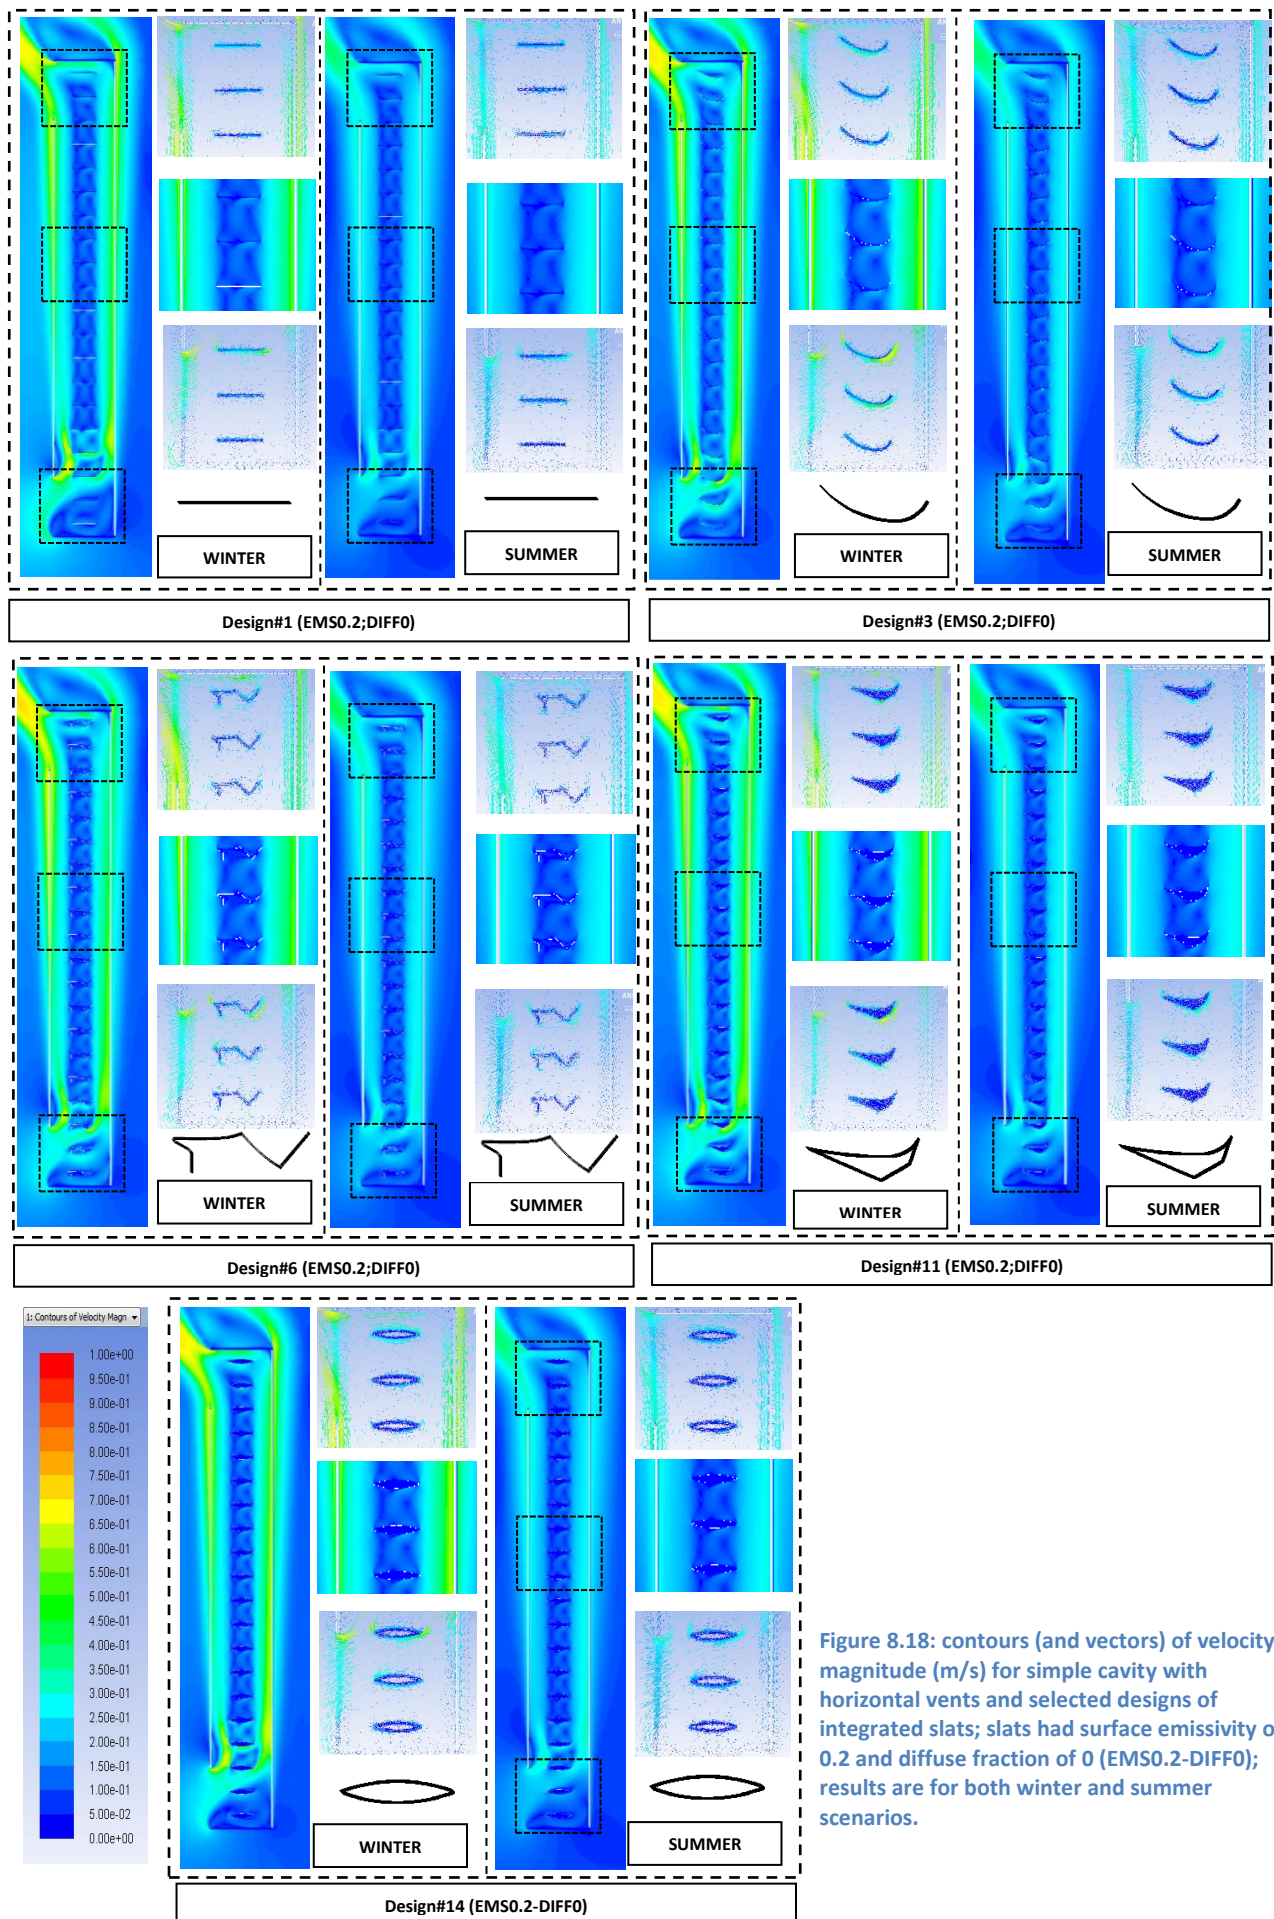 WINTER
SUMMER
Design#1 (EMS0.2;DIFF0)
WINTER
SUMMER
Design#3 (EMS0.2;DIFF0)
WINTER
SUMMER
Design#6 (EMS0.2;DIFF0)
WINTER
SUMMER
Design#11 (EMS0.2;DIFF0)
1: Contours of Velocity Magn
1.00e+00
9.50e-01
9.00e-01
8.50e-01
8.00e-01
7.50e-01
7.00e-01
6.50e-01
6.00e-01
5.50e-01
5.00e-01
4.50e-01
4.00e-01
3.50e-01
3.00e-01
2.50e-01
2.00e-01
1.50e-01
1.00e-01
5.00e-02
0.00e+00
WINTER
SUMMER
Design#14 (EMS0.2-DIFF0)
Figure 8.18: contours (and vectors) of velocity
magnitude (m/s) for simple cavity with
horizontal vents and selected designs of
integrated slats; slats had surface emissivity o
0.2 and diffuse fraction of 0 (EMS0.2-DIFF0);
results are for both winter and summer
scenarios.